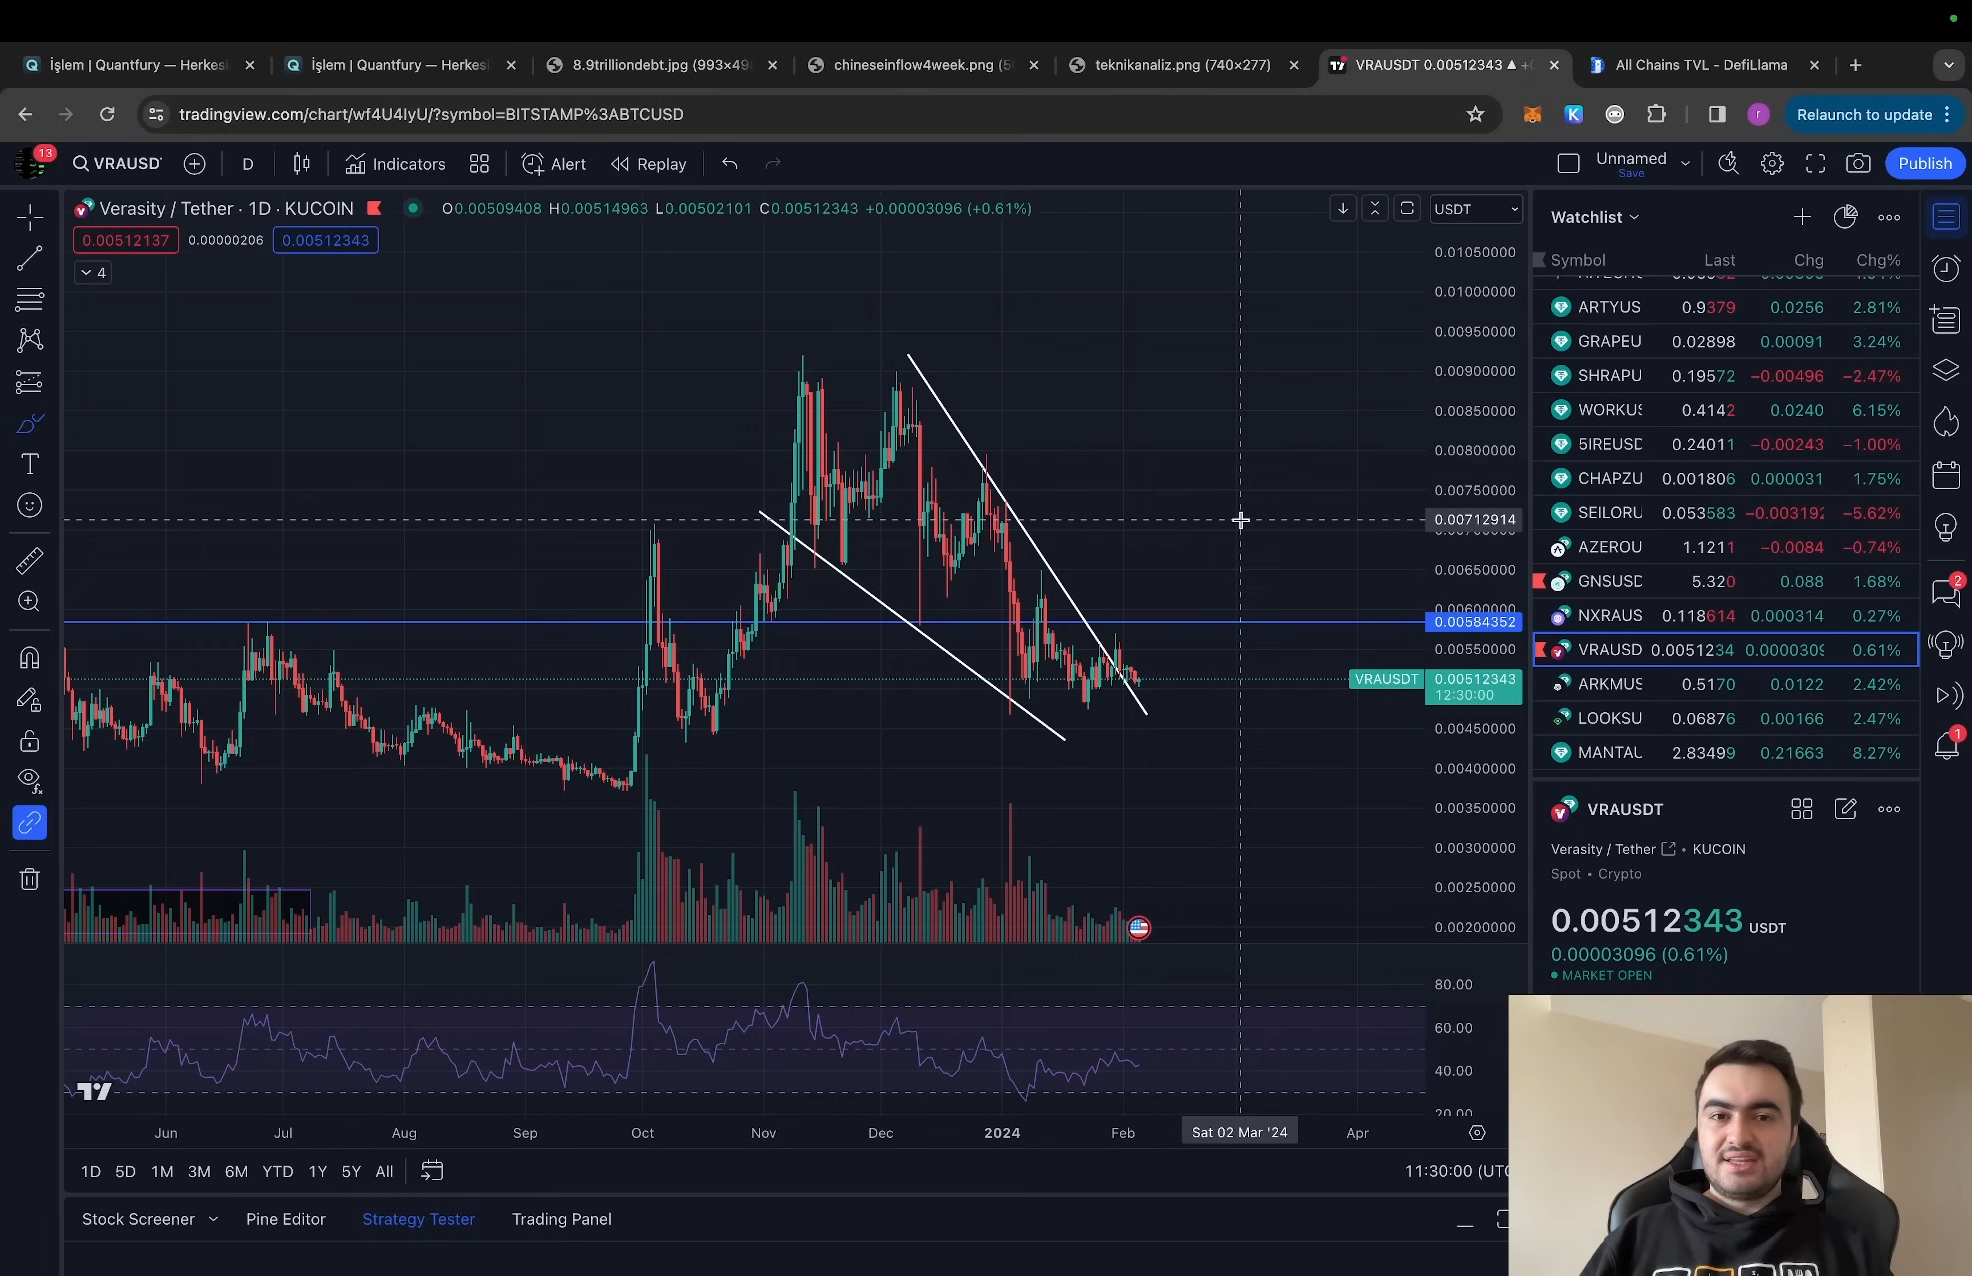 İşlem | Quantfury — Herkes
İşlem | Quantfury — Herkes
8.9trilliondebt.jpg (993×49
chineseinflow4week.png (5
teknikanaliz.png (740×277)
VRAUSDT 0.00512343 ▲ +
All Chains TVL - DefiLlama
tradingview.com/chart/wf4U4IyU/?symbol=BITSTAMP%3ABTCUSD
K
r
Relaunch to update
13
VRAUSD
D
Indicators
Alert
Replay
Unnamed
Save
Publish
Verasity / Tether · 1D · KUCOIN
O0.00509408 H0.00514963 L0.00502101 C0.00512343 +0.00003096 (+0.61%)
0.00512137
0.00000206
0.00512343
4
USDT
0.01050000
0.01000000
0.00950000
0.00900000
0.00850000
0.00800000
0.00750000
0.00712914
0.00650000
0.00600000
0.00584352
0.00550000
VRAUSDT
0.00512343
12:30:00
0.00450000
0.00400000
0.00350000
0.00300000
0.00250000
0.00200000
80.00
60.00
40.00
20.00
Jun Jul Aug Sep Oct Nov Dec 2024 Feb Sat 02 Mar '24 Apr
1D 5D 1M 3M 6M YTD 1Y 5Y All
11:30:00 (UTC
Stock Screener
Pine Editor
Strategy Tester
Trading Panel
Watchlist
Symbol Last Chg Chg%
ARTYUS 0.9379 0.0256 2.81%
GRAPEU 0.02898 0.00091 3.24%
SHRAPU 0.19572 −0.00496 −2.47%
WORKUS 0.4142 0.0240 6.15%
5IREUSD 0.24011 −0.00243 −1.00%
CHAPZU 0.001806 0.000031 1.75%
SEILORU 0.053583 −0.003192 −5.62%
AZEROU 1.1211 −0.0084 −0.74%
GNSUSD 5.320 0.088 1.68%
NXRAUS 0.118614 0.000314 0.27%
VRAUSD 0.0051234 0.0000309 0.61%
ARKMUS 0.5170 0.0122 2.42%
LOOKSU 0.06876 0.00166 2.47%
MANTAU 2.83499 0.21663 8.27%
2
1
VRAUSDT
Verasity / Tether • KUCOIN
Spot • Crypto
0.00512343 USDT
0.00003096 (0.61%)
MARKET OPEN